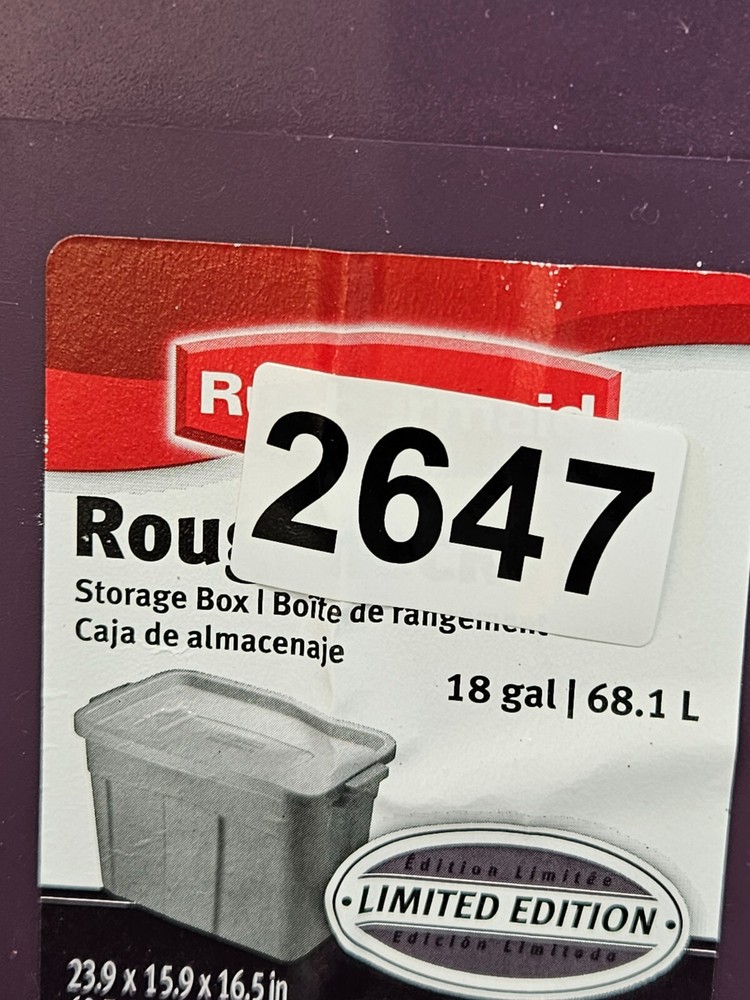 2647
Storage Box | Boîte de rangement
Caja de almacenaje
18 gal | 68.1 L
Édition Limitée
• LIMITED EDITION •
Edición Limitada
23.9 x 15.9 x 16.5 in